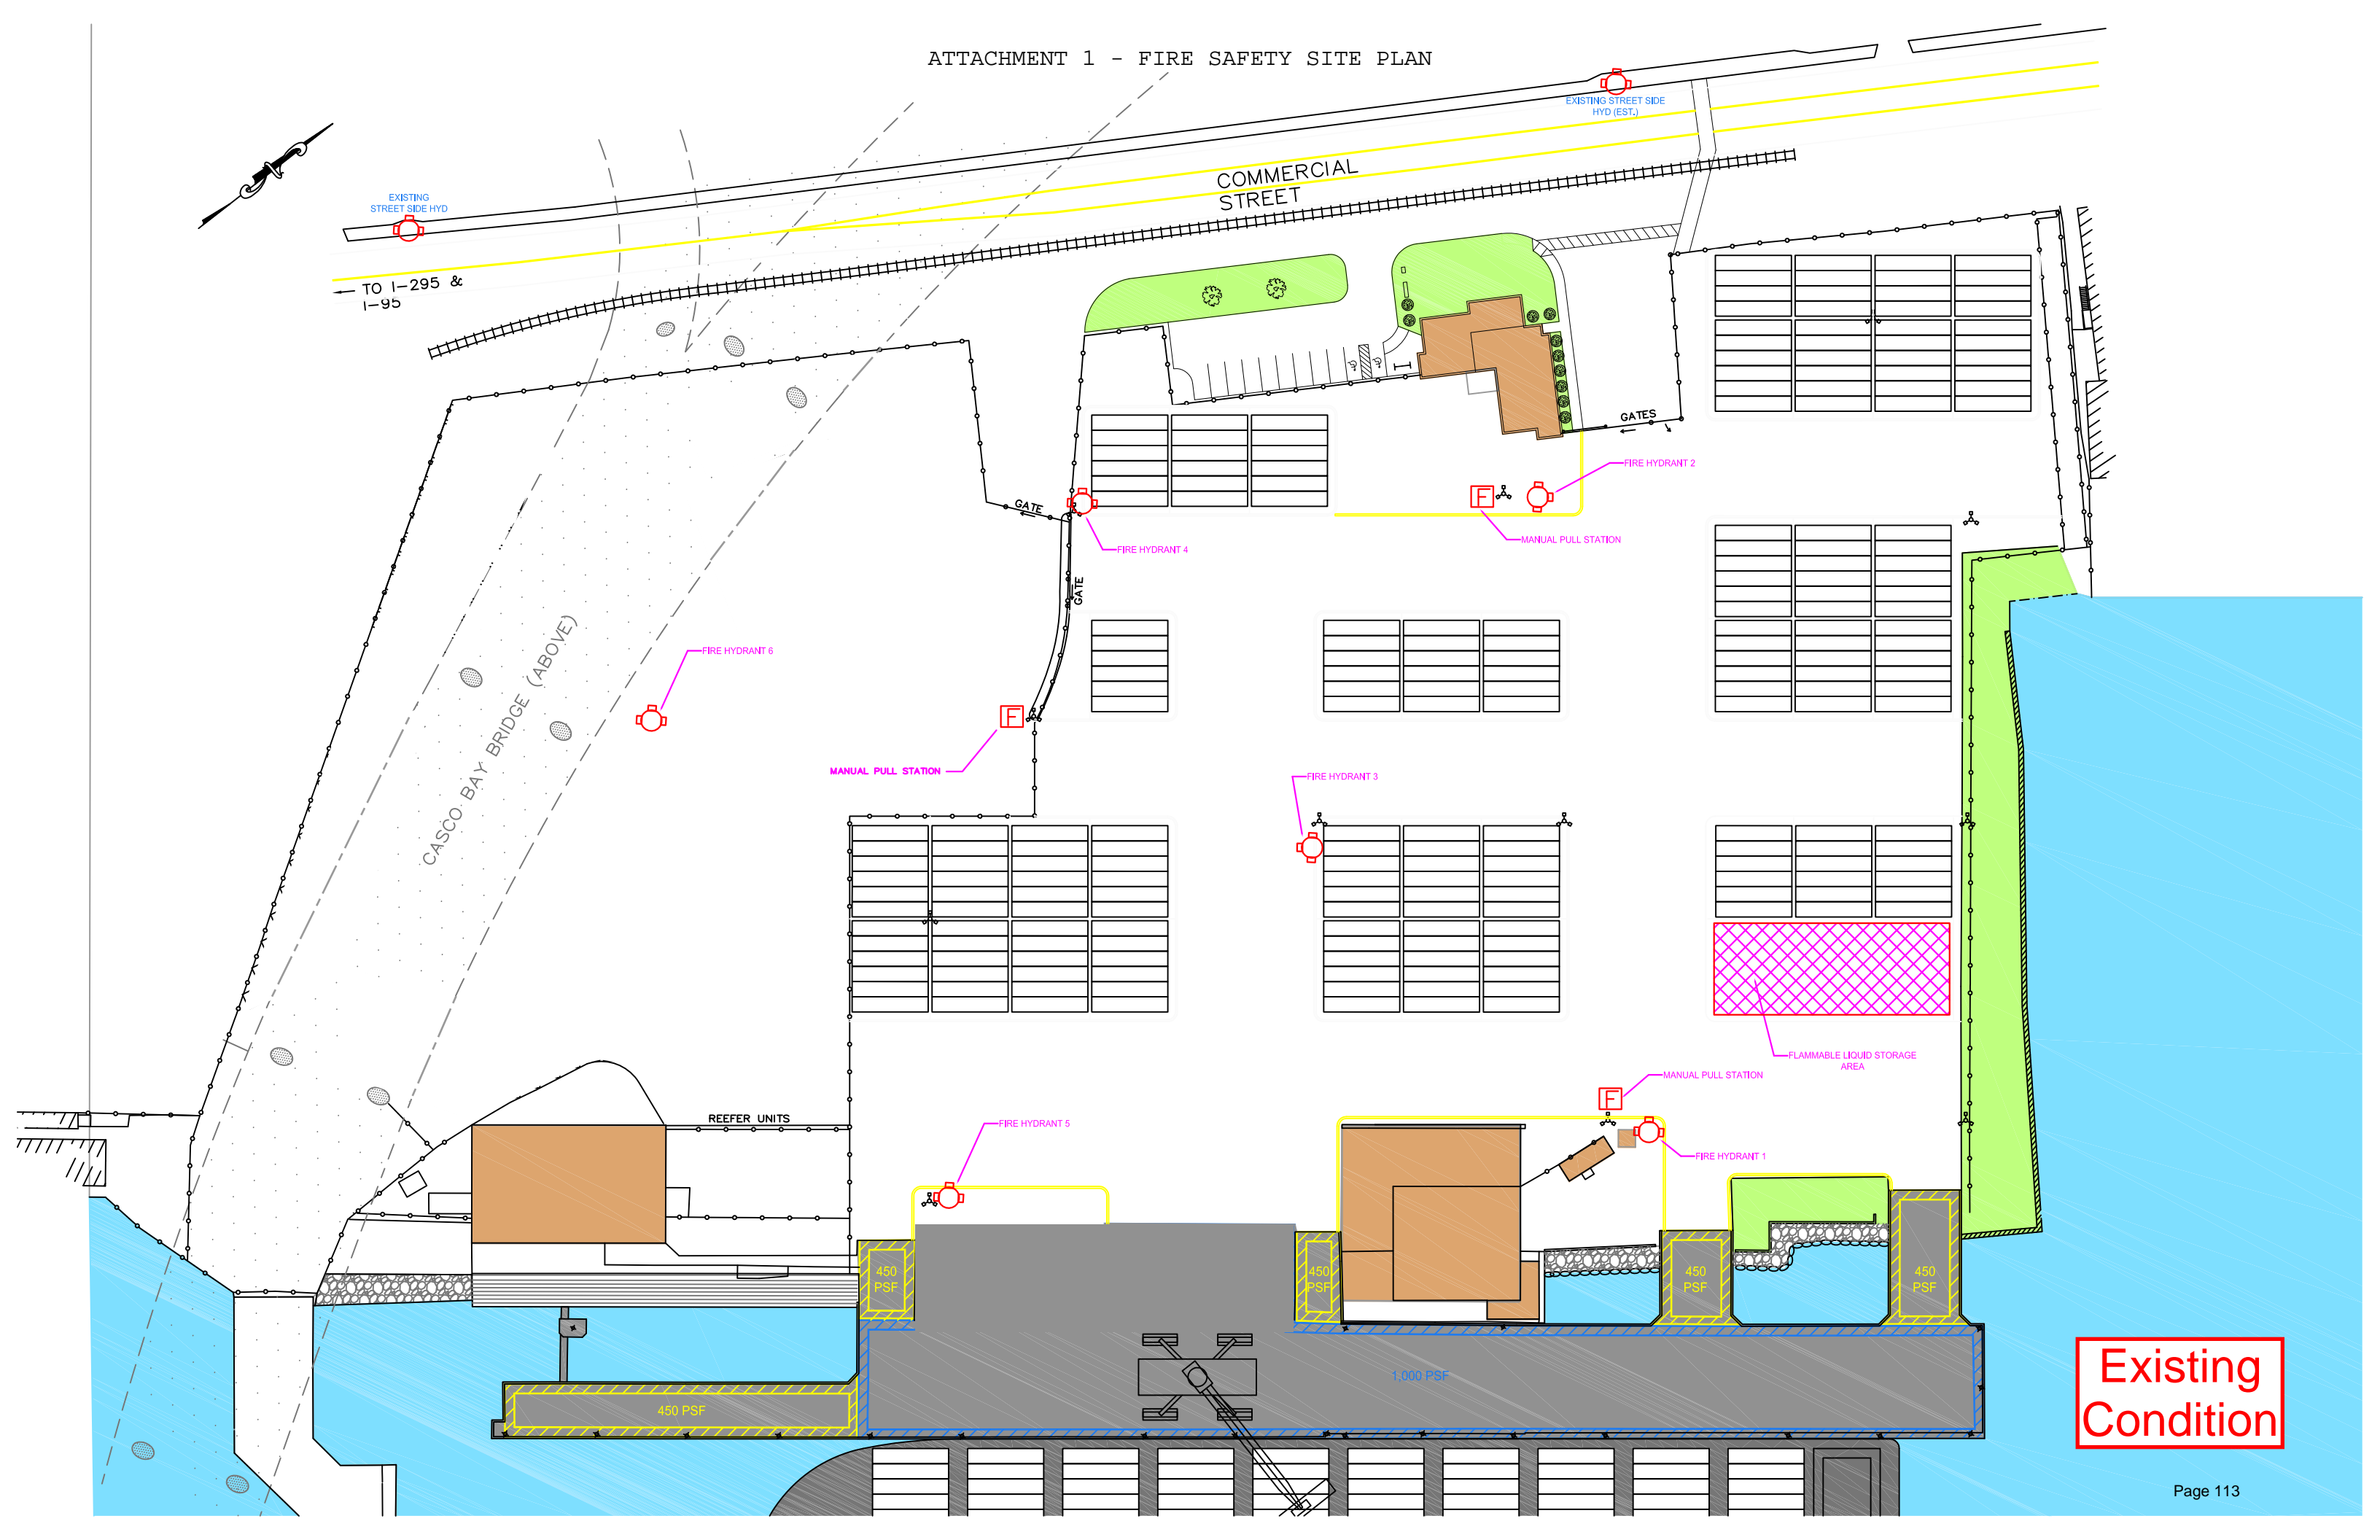 ATTACHMENT 1 - FIRE SAFETY SITE PLAN
EXISTING STREET SIDE
HYD (EST.)
COMMERCIAL
STREET
EXISTING
STREET SIDE HYD
TO I-295 &
I-95
GATES
FIRE HYDRANT 2
GATE
MANUAL PULL STATION
FIRE HYDRANT 4
GATE
FIRE HYDRANT 6
CASCO BAY BRIDGE (ABOVE)
F
F
MANUAL PULL STATION
FIRE HYDRANT 3
FLAMMABLE LIQUID STORAGE
AREA
MANUAL PULL STATION
F
REEFER UNITS
FIRE HYDRANT 5
FIRE HYDRANT 1
450
PSF
450
PSF
450
PSF
450
PSF
1,000 PSF
450 PSF
Existing
Condition
Page 113